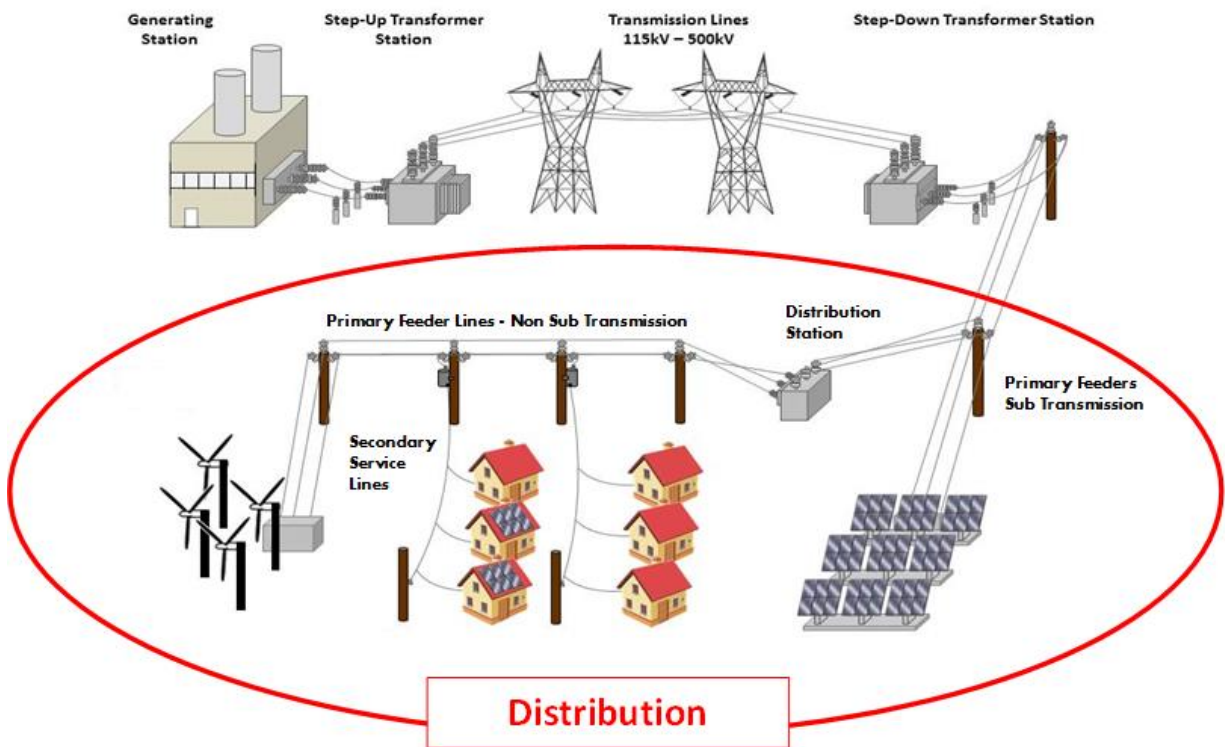 Generating
Station
Step-Up Transformer
Station
Transmission Lines
115kV – 500kV
Step-Down Transformer Station
Primary Feeder Lines - Non Sub Transmission
Distribution
Station
Primary Feeders
Sub Transmission
Secondary
Service
Lines
Distribution